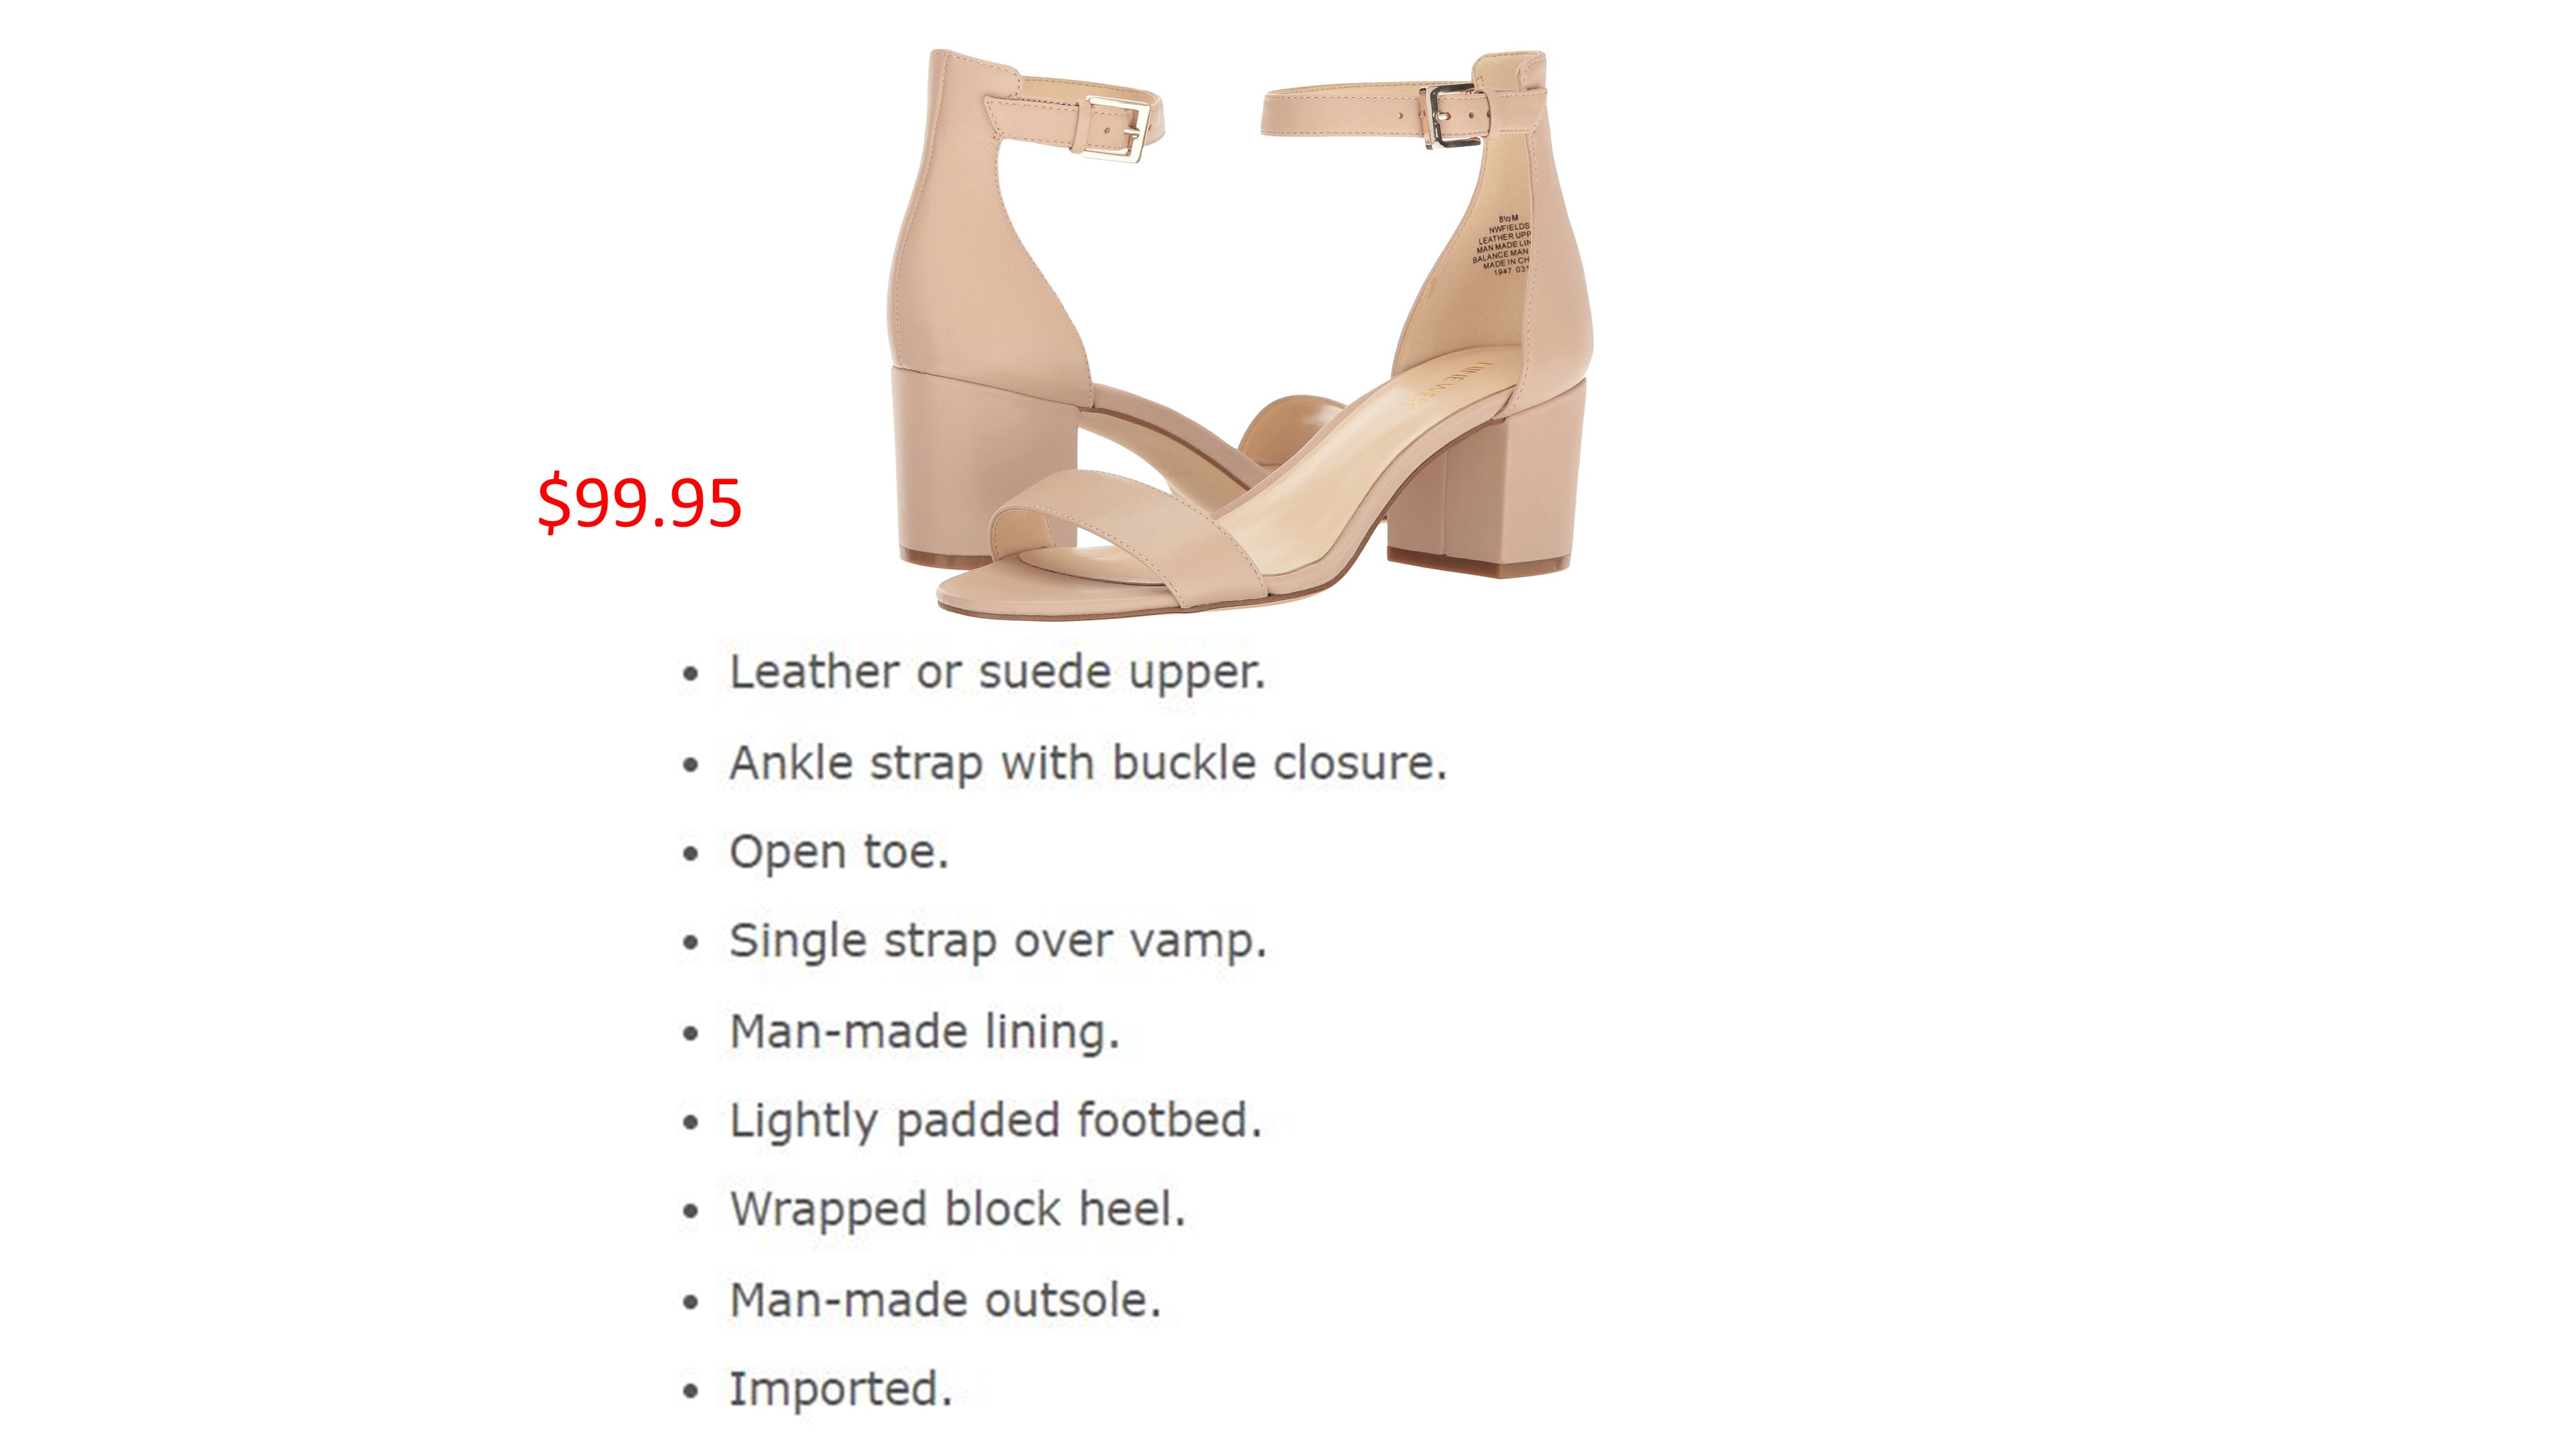 8½M
NWFIELDS
LEATHER UPP
MAN MADE LIN
BALANCE MAN
MADE IN CH
1947 031
NINE WEST
$99.95
• Leather or suede upper.
• Ankle strap with buckle closure.
• Open toe.
• Single strap over vamp.
• Man-made lining.
• Lightly padded footbed.
• Wrapped block heel.
• Man-made outsole.
• Imported.